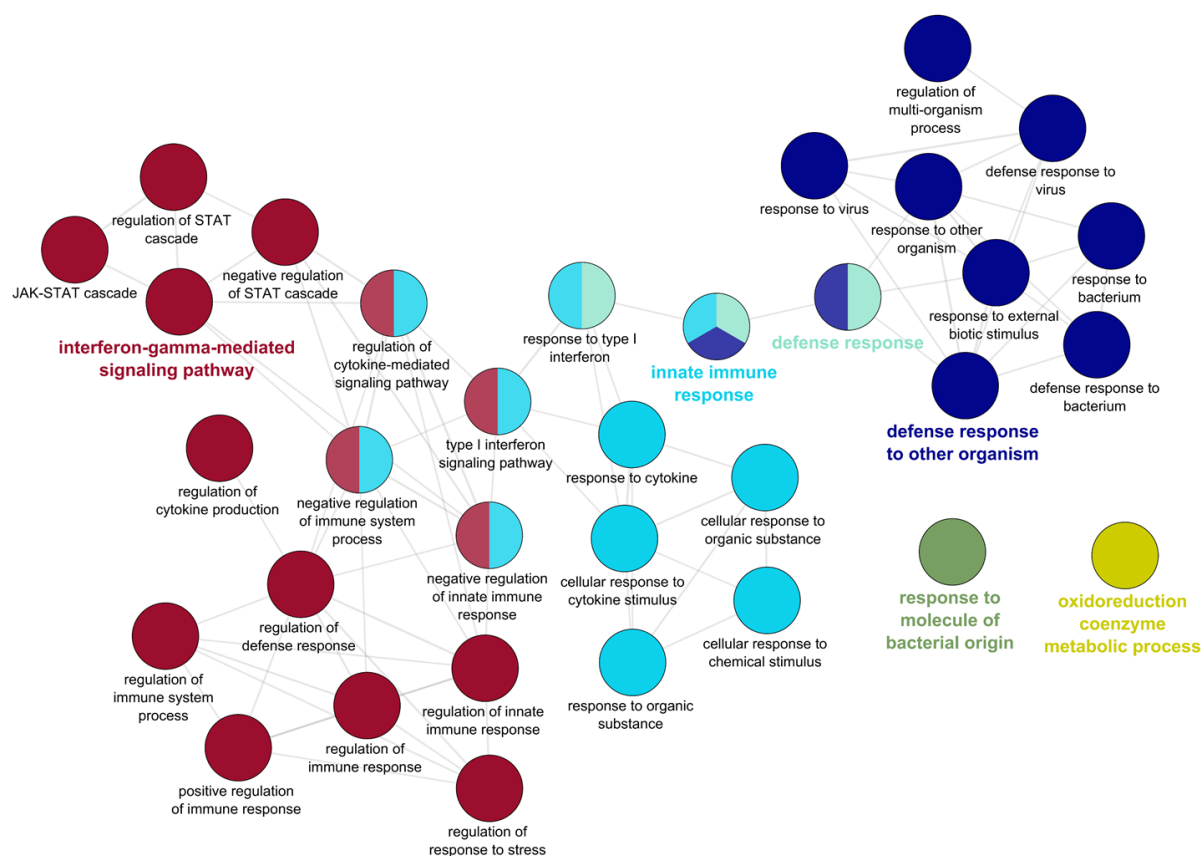 regulation of
multi-organism
process
defense response to
virus
response to virus
response to other
organism
regulation of STAT
cascade
JAK-STAT cascade
negative regulation
of STAT cascade
response to
bacterium
response to external
biotic stimulus
interferon-gamma-mediated
signaling pathway
regulation of
cytokine-mediated
signaling pathway
response to type I
interferon
innate immune
response
defense response
defense response to
bacterium
defense response
to other organism
type I interferon
signaling pathway
regulation of
cytokine production
negative regulation
of immune system
process
response to cytokine
cellular response to
organic substance
negative regulation
of innate immune
response
cellular response to
cytokine stimulus
response to
molecule of
bacterial origin
oxidoreduction
coenzyme
metabolic process
regulation of
defense response
cellular response to
chemical stimulus
regulation of
immune system
process
regulation of innate
immune response
response to organic
substance
regulation of
immune response
positive regulation
of immune response
regulation of
response to stress